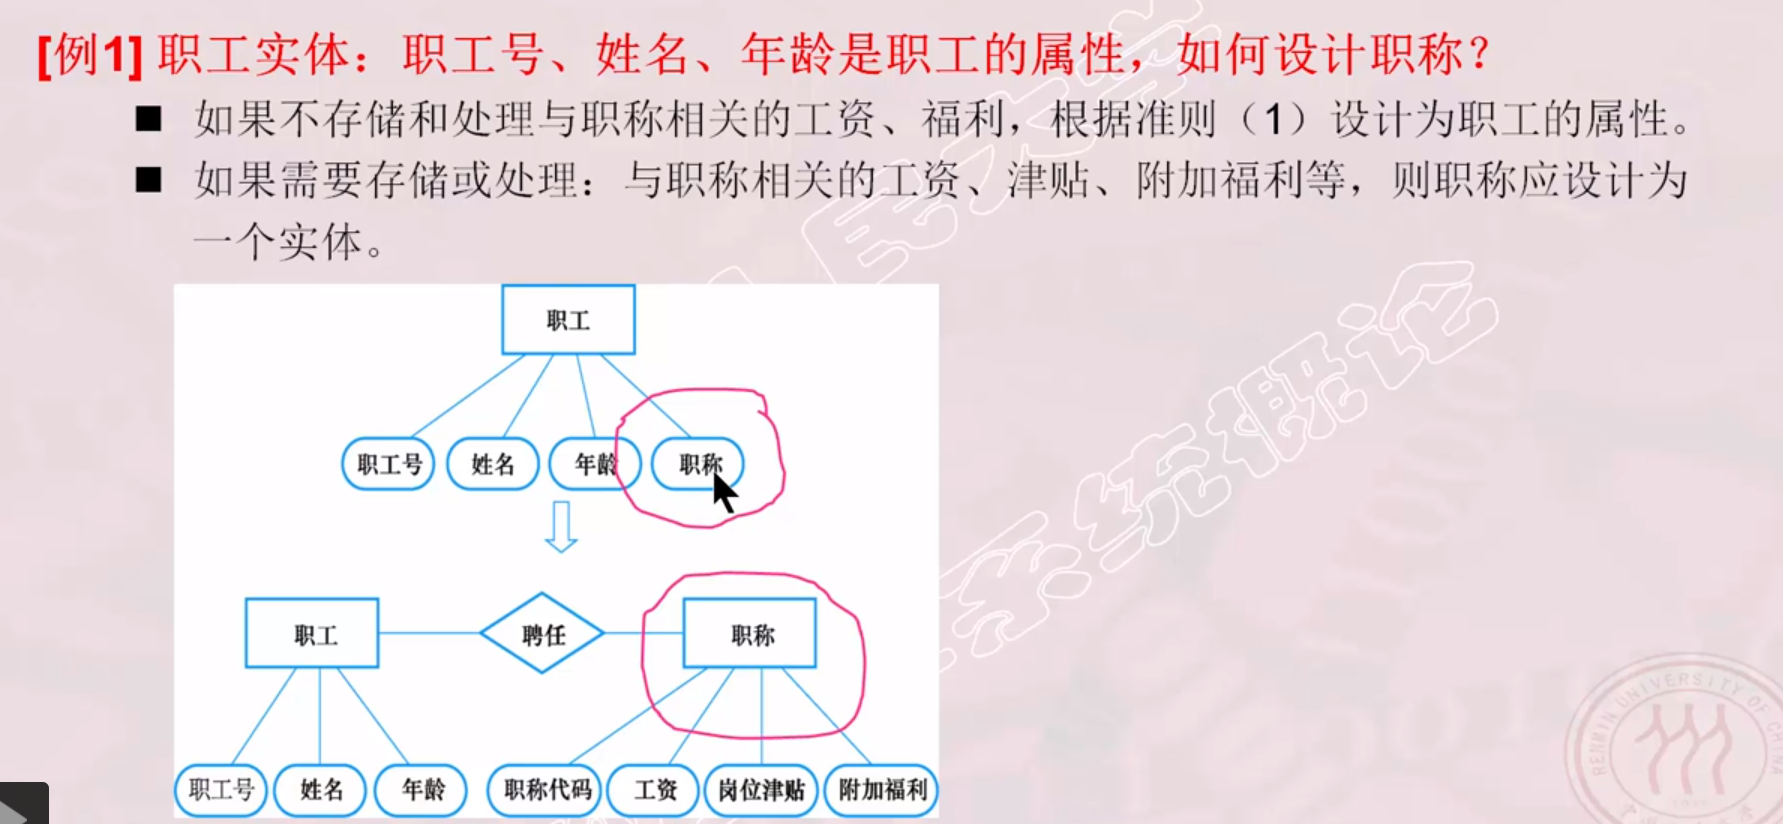 [例1] 职工实体：职工号、姓名、年龄是职工的属性，如何设计职称？
■ 如果不存储和处理与职称相关的工资、福利，根据准则（1）设计为职工的属性。
■ 如果需要存储或处理：与职称相关的工资、津贴、附加福利等，则职称应设计为
一个实体。
职工
职工号 姓名 年龄 职称
职工 聘任 职称
职工号 姓名 年龄 职称代码 工资 岗位津贴 附加福利
民大学
系统概论
RENMIN UNIVERSITY OF CHINA